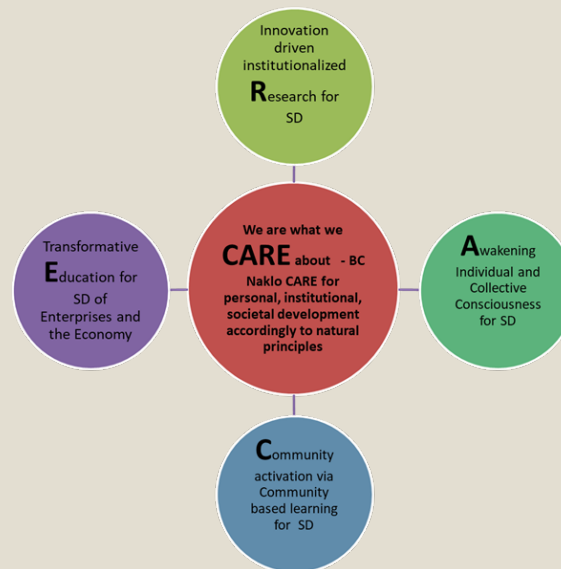 Innovation
driven
institutionalized
Research for
SD
Transformative
Education for
SD of
Enterprises and
the Economy
We are what we
CARE about - BC
Naklo CARE for
personal, institutional,
societal development
accordingly to natural
principles
Awakening
Individual and
Collective
Consciousness
for SD
Community
activation via
Community
based learning
for SD